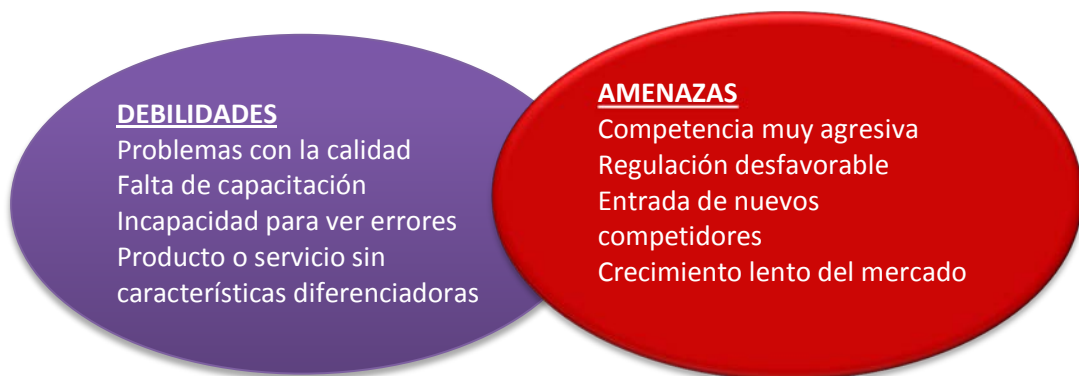 DEBILIDADES
Problemas con la calidad
Falta de capacitación
Incapacidad para ver errores
Producto o servicio sin
características diferenciadoras
AMENAZAS
Competencia muy agresiva
Regulación desfavorable
Entrada de nuevos
competidores
Crecimiento lento del mercado